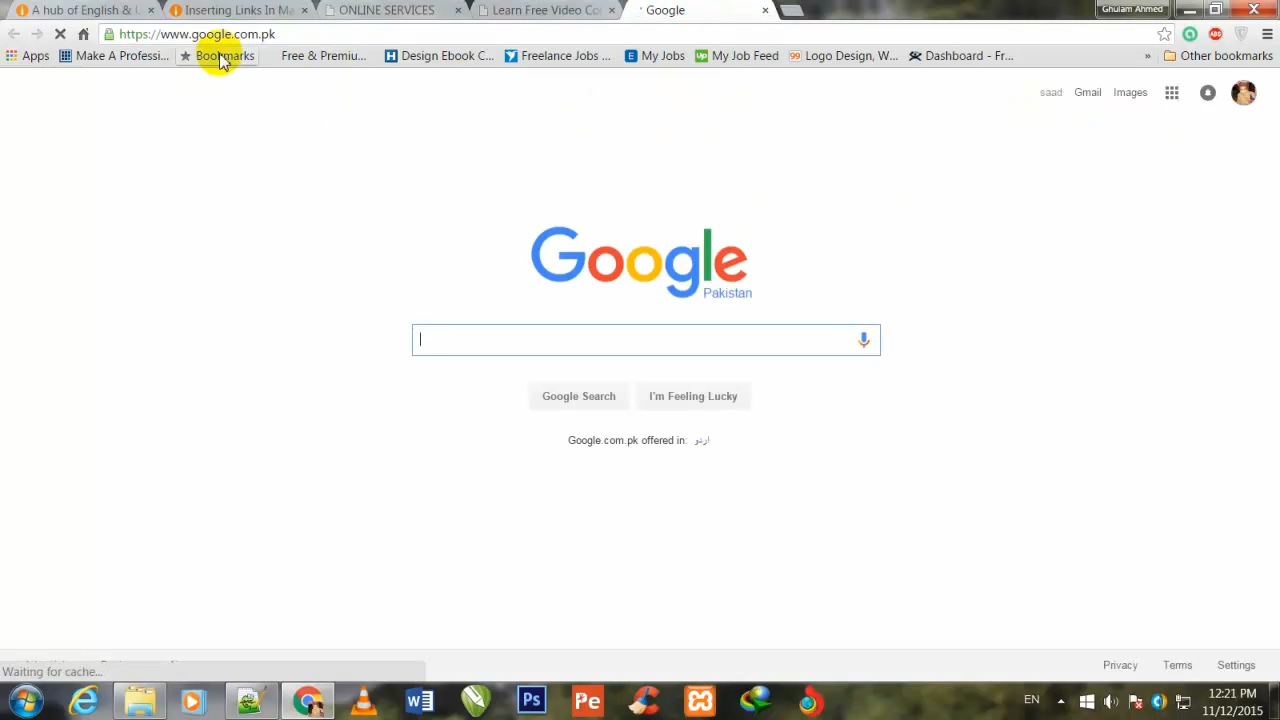 A hub of English & U
Inserting Links In Ma
ONLINE SERVICES
Learn Free Video Co
Google
Ghulam Ahmed
https://www.google.com.pk
Apps
Make A Professi...
Bookmarks
Free & Premiu...
Design Ebook C...
Freelance Jobs ...
My Jobs
My Job Feed
Logo Design, W...
Dashboard - Fr...
»
Other bookmarks
saad
Gmail
Images
Google
Pakistan
Google Search
I'm Feeling Lucky
Google.com.pk offered in: اردو
Waiting for cache...
Privacy
Terms
Settings
EN
12:21 PM
11/12/2015